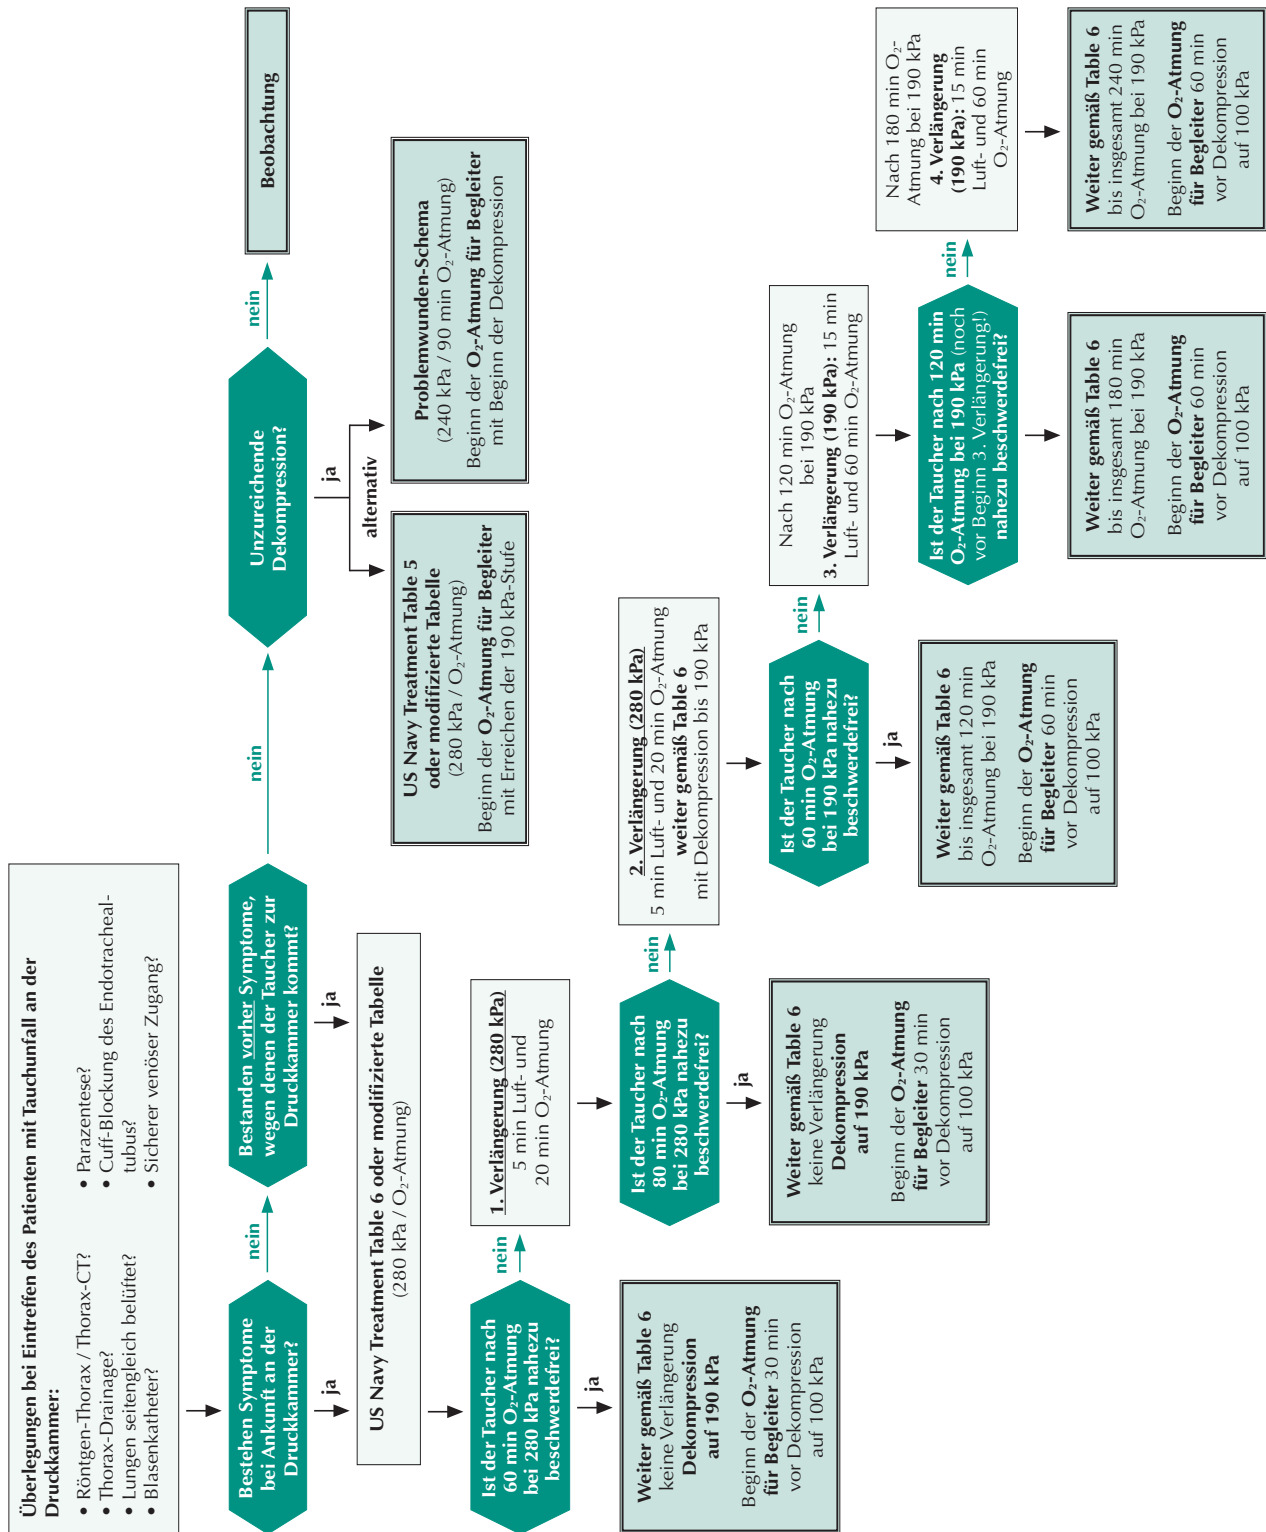 Überlegungen bei Eintreffen des Patienten mit Tauchunfall an der
Druckkammer:
• Röntgen-Thorax / Thorax-CT?
• Thorax-Drainage?
• Lungen seitengleich belüftet?
• Blasenkatheter?
• Parazentese?
• Cuff-Blockung des Endotracheal-
tubus?
• Sicherer venöser Zugang?
Bestehen Symptome
bei Ankunft an der
Druckkammer?
nein
Bestanden vorher Symptome,
wegen denen der Taucher zur
Druckkammer kommt?
nein
Unzureichende
Dekompression?
nein
Beobachtung
ja
ja
ja
alternativ
US Navy Treatment Table 6 oder modifizierte Tabelle
(280 kPa / O₂-Atmung)
US Navy Treatment Table 5
oder modifizierte Tabelle
(280 kPa / O₂-Atmung)
Beginn der O₂-Atmung für Begleiter
mit Erreichen der 190 kPa-Stufe
Problemwunden-Schema
(240 kPa / 90 min O₂-Atmung)
Beginn der O₂-Atmung für Begleiter
mit Beginn der Dekompression
Ist der Taucher nach
60 min O₂-Atmung
bei 280 kPa nahezu
beschwerdefrei?
nein
1. Verlängerung (280 kPa)
5 min Luft- und
20 min O₂-Atmung
ja
Weiter gemäß Table 6
keine Verlängerung
Dekompression
auf 190 kPa
Beginn der O₂-Atmung
für Begleiter 30 min
vor Dekompression
auf 100 kPa
Ist der Taucher nach
80 min O₂-Atmung
bei 280 kPa nahezu
beschwerdefrei?
nein
2. Verlängerung (280 kPa)
5 min Luft- und 20 min O₂-Atmung
weiter gemäß Table 6
mit Dekompression bis 190 kPa
ja
Weiter gemäß Table 6
keine Verlängerung
Dekompression
auf 190 kPa
Beginn der O₂-Atmung
für Begleiter 30 min
vor Dekompression
auf 100 kPa
Ist der Taucher nach
60 min O₂-Atmung
bei 190 kPa nahezu
beschwerdefrei?
nein
Nach 120 min O₂-Atmung
bei 190 kPa
3. Verlängerung (190 kPa): 15 min
Luft- und 60 min O₂-Atmung
ja
Weiter gemäß Table 6
bis insgesamt 120 min
O₂-Atmung bei 190 kPa
Beginn der O₂-Atmung
für Begleiter 60 min
vor Dekompression
auf 100 kPa
Ist der Taucher nach 120 min
O₂-Atmung bei 190 kPa (noch
vor Beginn 3. Verlängerung!)
nahezu beschwerdefrei?
nein
Nach 180 min O₂-
Atmung bei 190 kPa
4. Verlängerung
(190 kPa): 15 min
Luft- und 60 min
O₂-Atmung
Weiter gemäß Table 6
bis insgesamt 180 min
O₂-Atmung bei 190 kPa
Beginn der O₂-Atmung
für Begleiter 60 min
vor Dekompression
auf 100 kPa
Weiter gemäß Table 6
bis insgesamt 240 min
O₂-Atmung bei 190 kPa
Beginn der O₂-Atmung
für Begleiter 60 min
vor Dekompression
auf 100 kPa